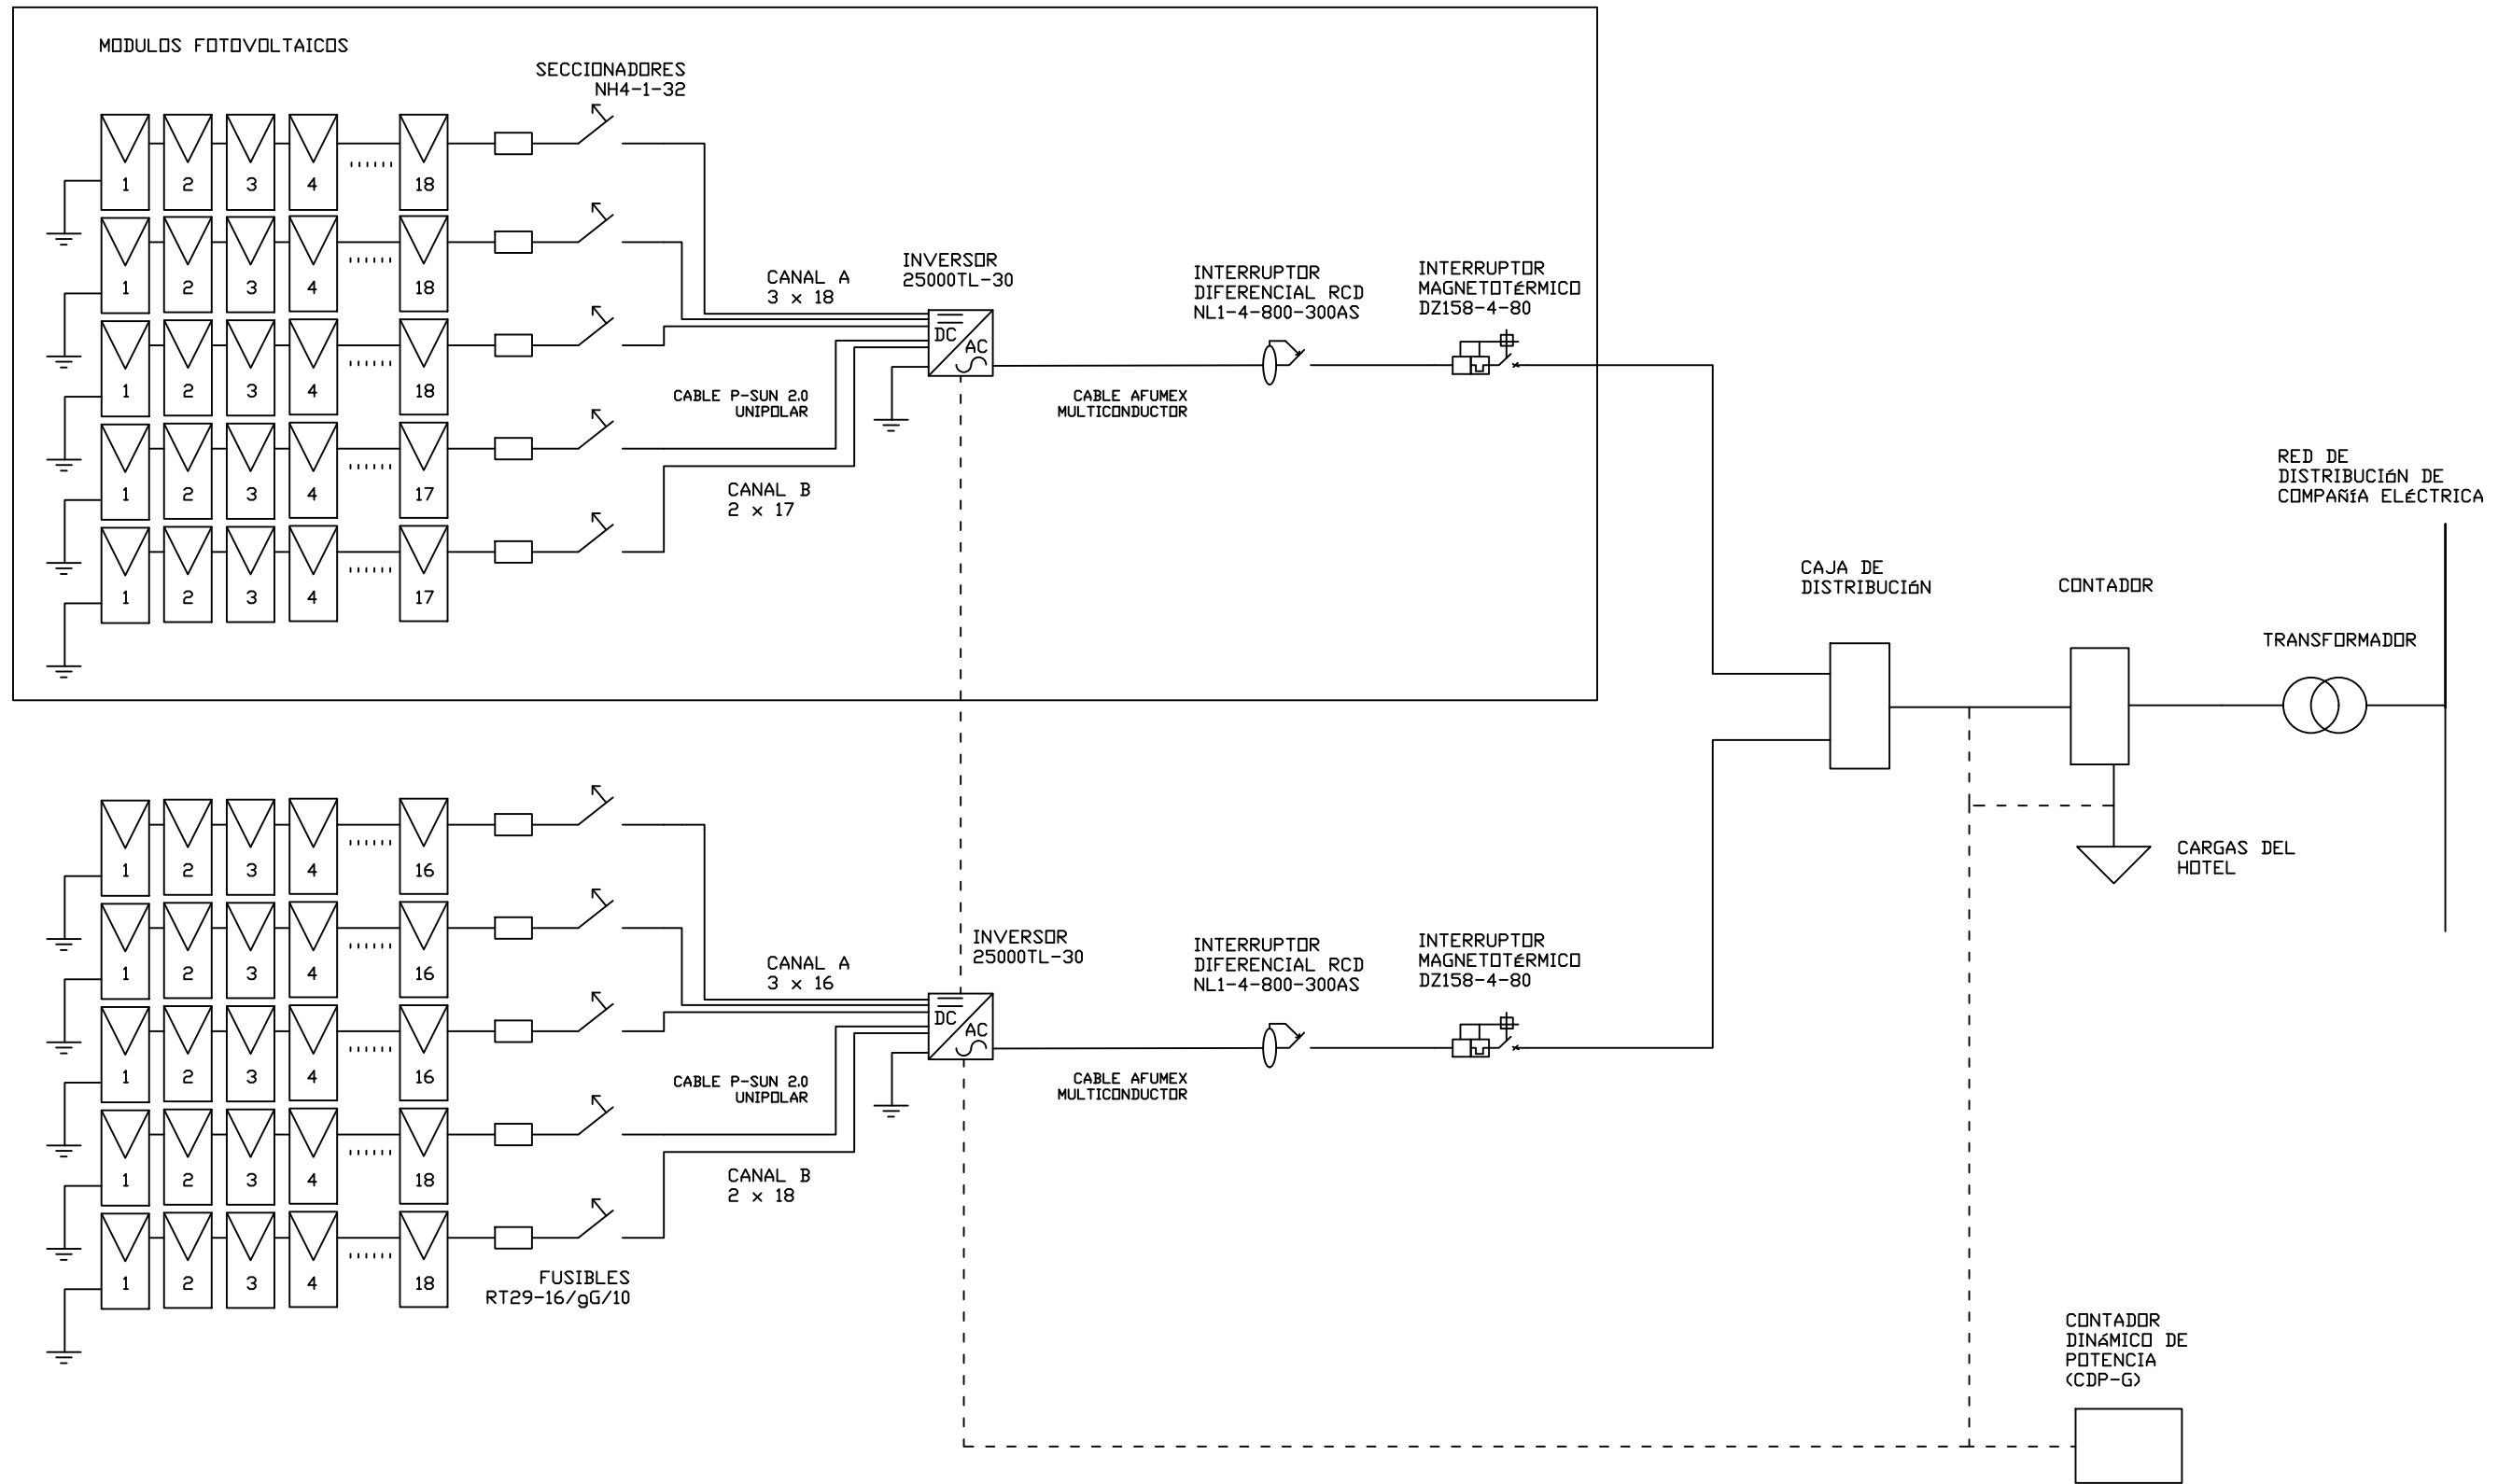 MODULOS FOTOVOLTAICOS
SECCIONADORES
NH4-1-32
1 2 3 4 18
1 2 3 4 18
1 2 3 4 18
1 2 3 4 17
1 2 3 4 17
CANAL A
3 x 18
INVERSOR
25000TL-30
DC
AC
CABLE P-SUN 2.0
UNIPOLAR
CANAL B
2 x 17
INTERRUPTOR
DIFERENCIAL RCD
NL1-4-800-300AS
CABLE AFUMEX
MULTICONDUCTOR
INTERRUPTOR
MAGNETOTÉRMICO
DZ158-4-80
CAJA DE
DISTRIBUCIóN
CONTADOR
RED DE
DISTRIBUCIóN DE
COMPAÑíA ELÉCTRICA
TRANSFORMADOR
CARGAS DEL
HOTEL
1 2 3 4 16
1 2 3 4 16
1 2 3 4 16
1 2 3 4 18
1 2 3 4 18
FUSIBLES
RT29-16/gG/10
CANAL A
3 x 16
INVERSOR
25000TL-30
DC
AC
CABLE P-SUN 2.0
UNIPOLAR
CANAL B
2 x 18
INTERRUPTOR
DIFERENCIAL RCD
NL1-4-800-300AS
CABLE AFUMEX
MULTICONDUCTOR
INTERRUPTOR
MAGNETOTÉRMICO
DZ158-4-80
CONTADOR
DINáMICO DE
POTENCIA
(CDP-G)